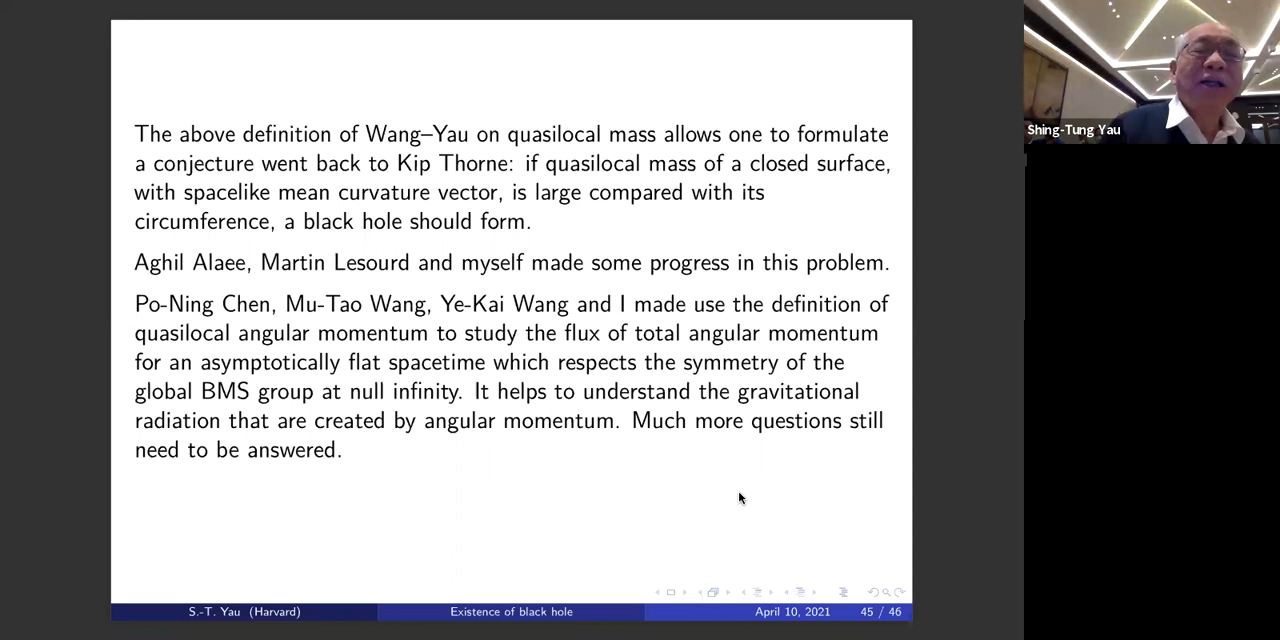 The above definition of Wang–Yau on quasilocal mass allows one to formulate
a conjecture went back to Kip Thorne: if quasilocal mass of a closed surface,
with spacelike mean curvature vector, is large compared with its
circumference, a black hole should form.
Aghil Alaee, Martin Lesourd and myself made some progress in this problem.
Po-Ning Chen, Mu-Tao Wang, Ye-Kai Wang and I made use the definition of
quasilocal angular momentum to study the flux of total angular momentum
for an asymptotically flat spacetime which respects the symmetry of the
global BMS group at null infinity. It helps to understand the gravitational
radiation that are created by angular momentum. Much more questions still
need to be answered.
S.-T. Yau (Harvard) Existence of black hole April 10, 2021 45 / 46
Shing-Tung Yau